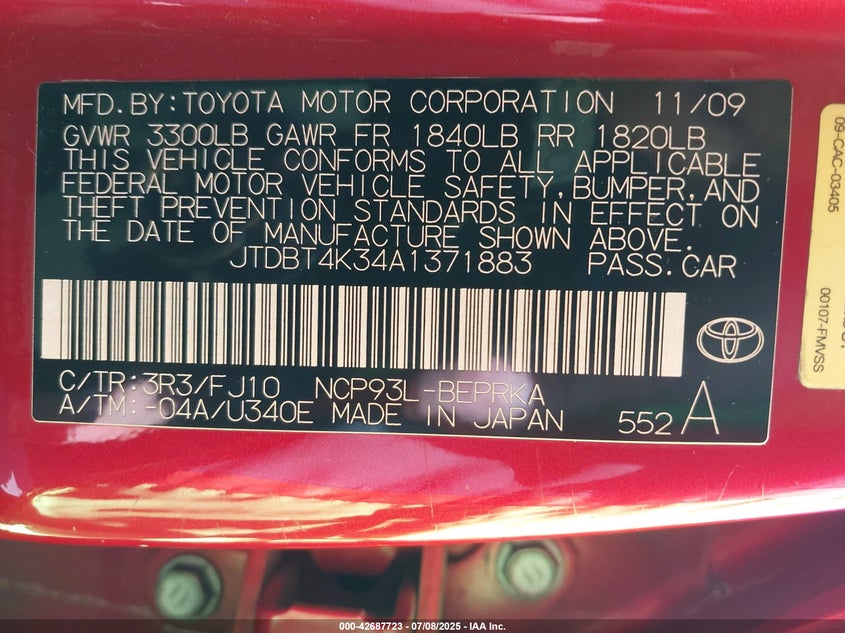 MFD.BY:TOYOTA MOTOR CORPORATION 11/09
GVWR 3300LB GAWR FR 1840LB RR 1820LB
THIS VEHICLE CONFORMS TO ALL APPLICABLE
FEDERAL MOTOR VEHICLE SAFETY,BUMPER,AND
THEFT PREVENTION STANDARDS IN EFFECT ON
THE DATE OF MANUFACTURE SHOWN ABOVE.
JTDBT4K34A1371883 PASS.CAR
C/TR:3R3/FJ10 NCP93L-BEPRKA
A/TM:-04A/U340E MADE IN JAPAN 552 A
09-CAC-03405
00107-FMVSS
000-42687723 - 07/08/2025 - IAA Inc.